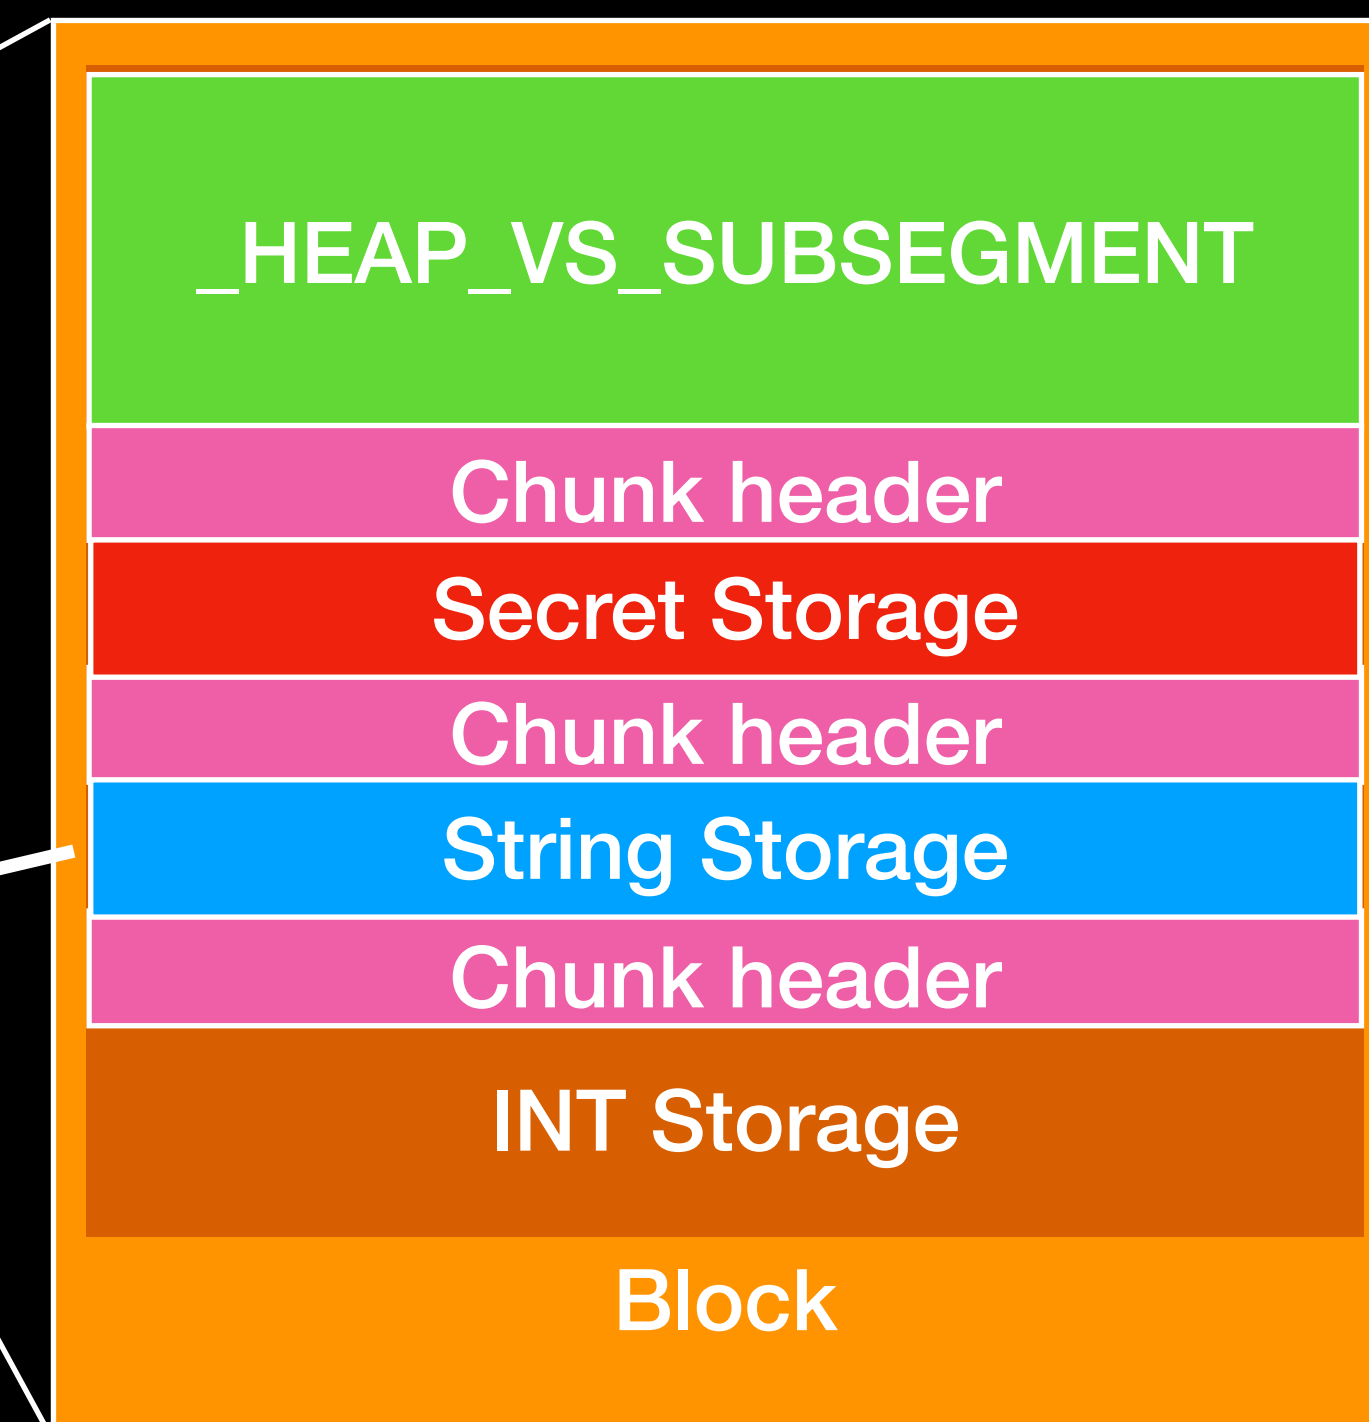 _HEAP_VS_SUBSEGMENT
Chunk header
Secret Storage
Chunk header
String Storage
Chunk header
INT Storage
Block